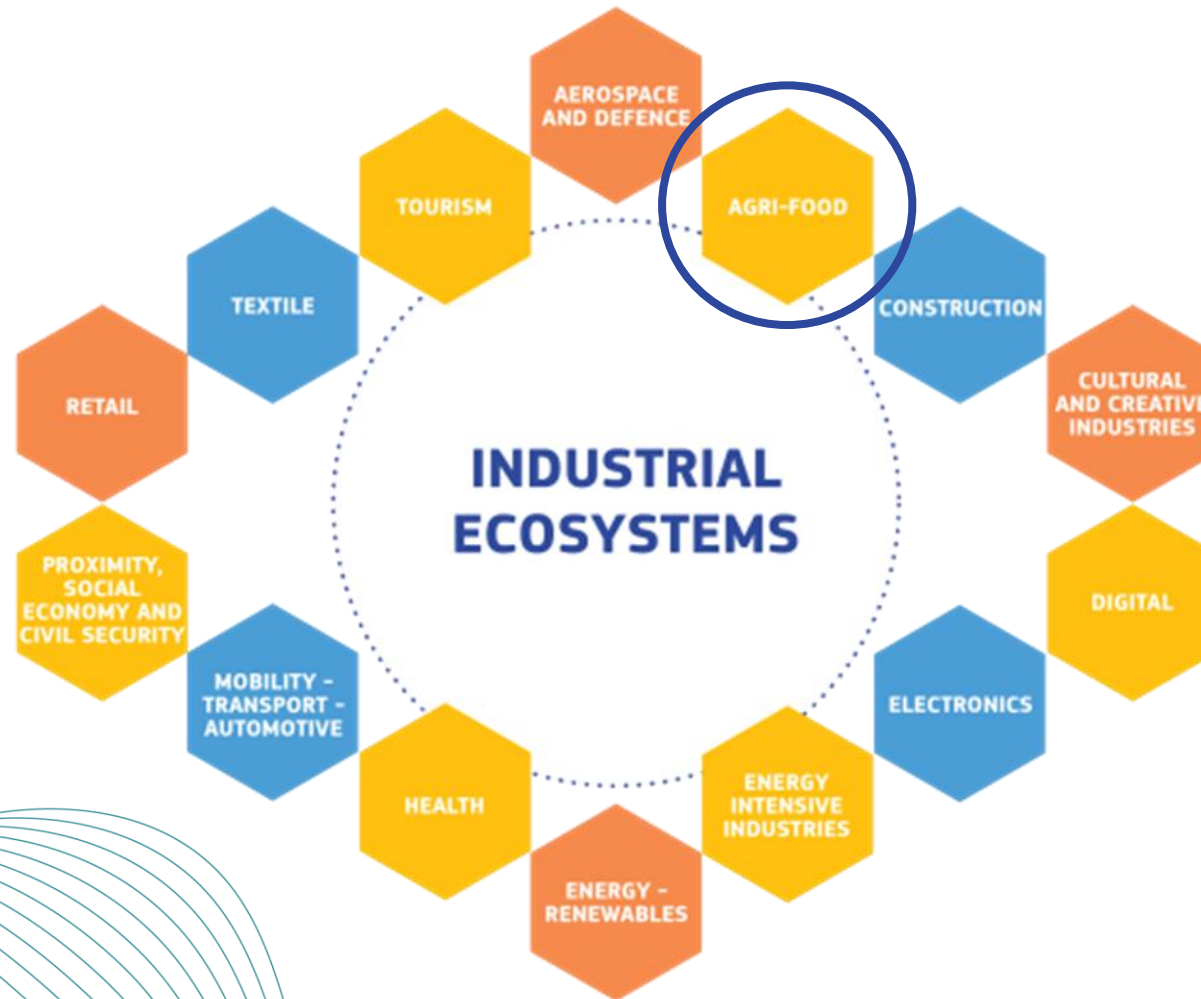 AEROSPACE
AND DEFENCE
TOURISM
AGRI-FOOD
TEXTILE
CONSTRUCTION
RETAIL
CULTURAL
AND CREATIVE
INDUSTRIES
INDUSTRIAL
ECOSYSTEMS
PROXIMITY,
SOCIAL
ECONOMY AND
CIVIL SECURITY
DIGITAL
MOBILITY -
TRANSPORT -
AUTOMOTIVE
ELECTRONICS
HEALTH
ENERGY
INTENSIVE
INDUSTRIES
ENERGY -
RENEWABLES